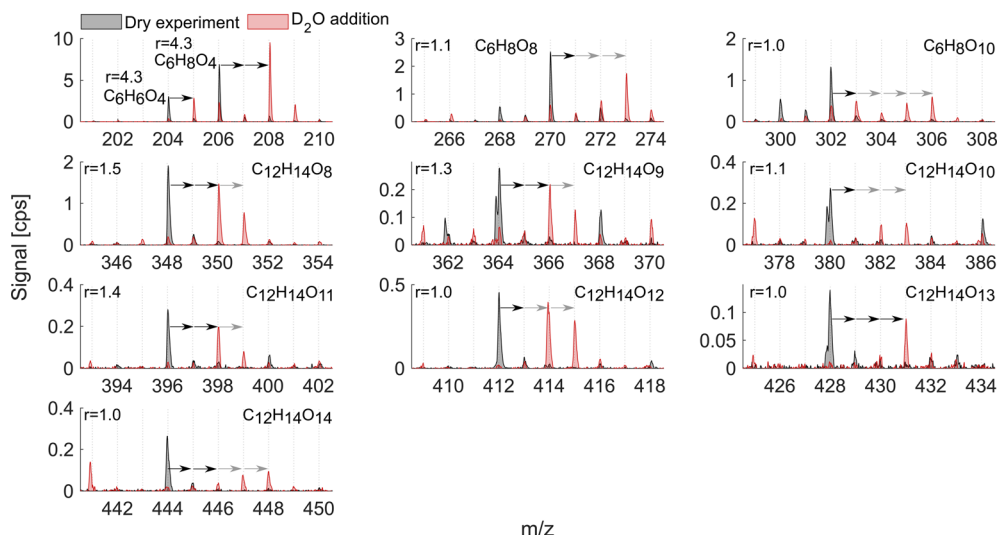 Dry experiment D₂O addition
10
5
0
r=4.3
C₆H₈O₄
r=4.3
C₆H₆O₄
202 204 206 208 210
3
2
1
0
r=1.1 C₆H₈O₈
266 268 270 272 274
2
1
0
r=1.0 C₆H₈O₁₀
300 302 304 306 308
Signal [cps]
2
1
0
r=1.5 C₁₂H₁₄O₈
346 348 350 352 354
0.3
0.2
0.1
0
r=1.3 C₁₂H₁₄O₉
362 364 366 368 370
0.4
0.2
0
r=1.1 C₁₂H₁₄O₁₀
378 380 382 384 386
0.4
0.2
0
r=1.4 C₁₂H₁₄O₁₁
394 396 398 400 402
0.5
0
r=1.0 C₁₂H₁₄O₁₂
410 412 414 416 418
0.1
0.05
0
r=1.0 C₁₂H₁₄O₁₃
426 428 430 432 434
0.4
0.2
0
r=1.0 C₁₂H₁₄O₁₄
442 444 446 448 450
m/z